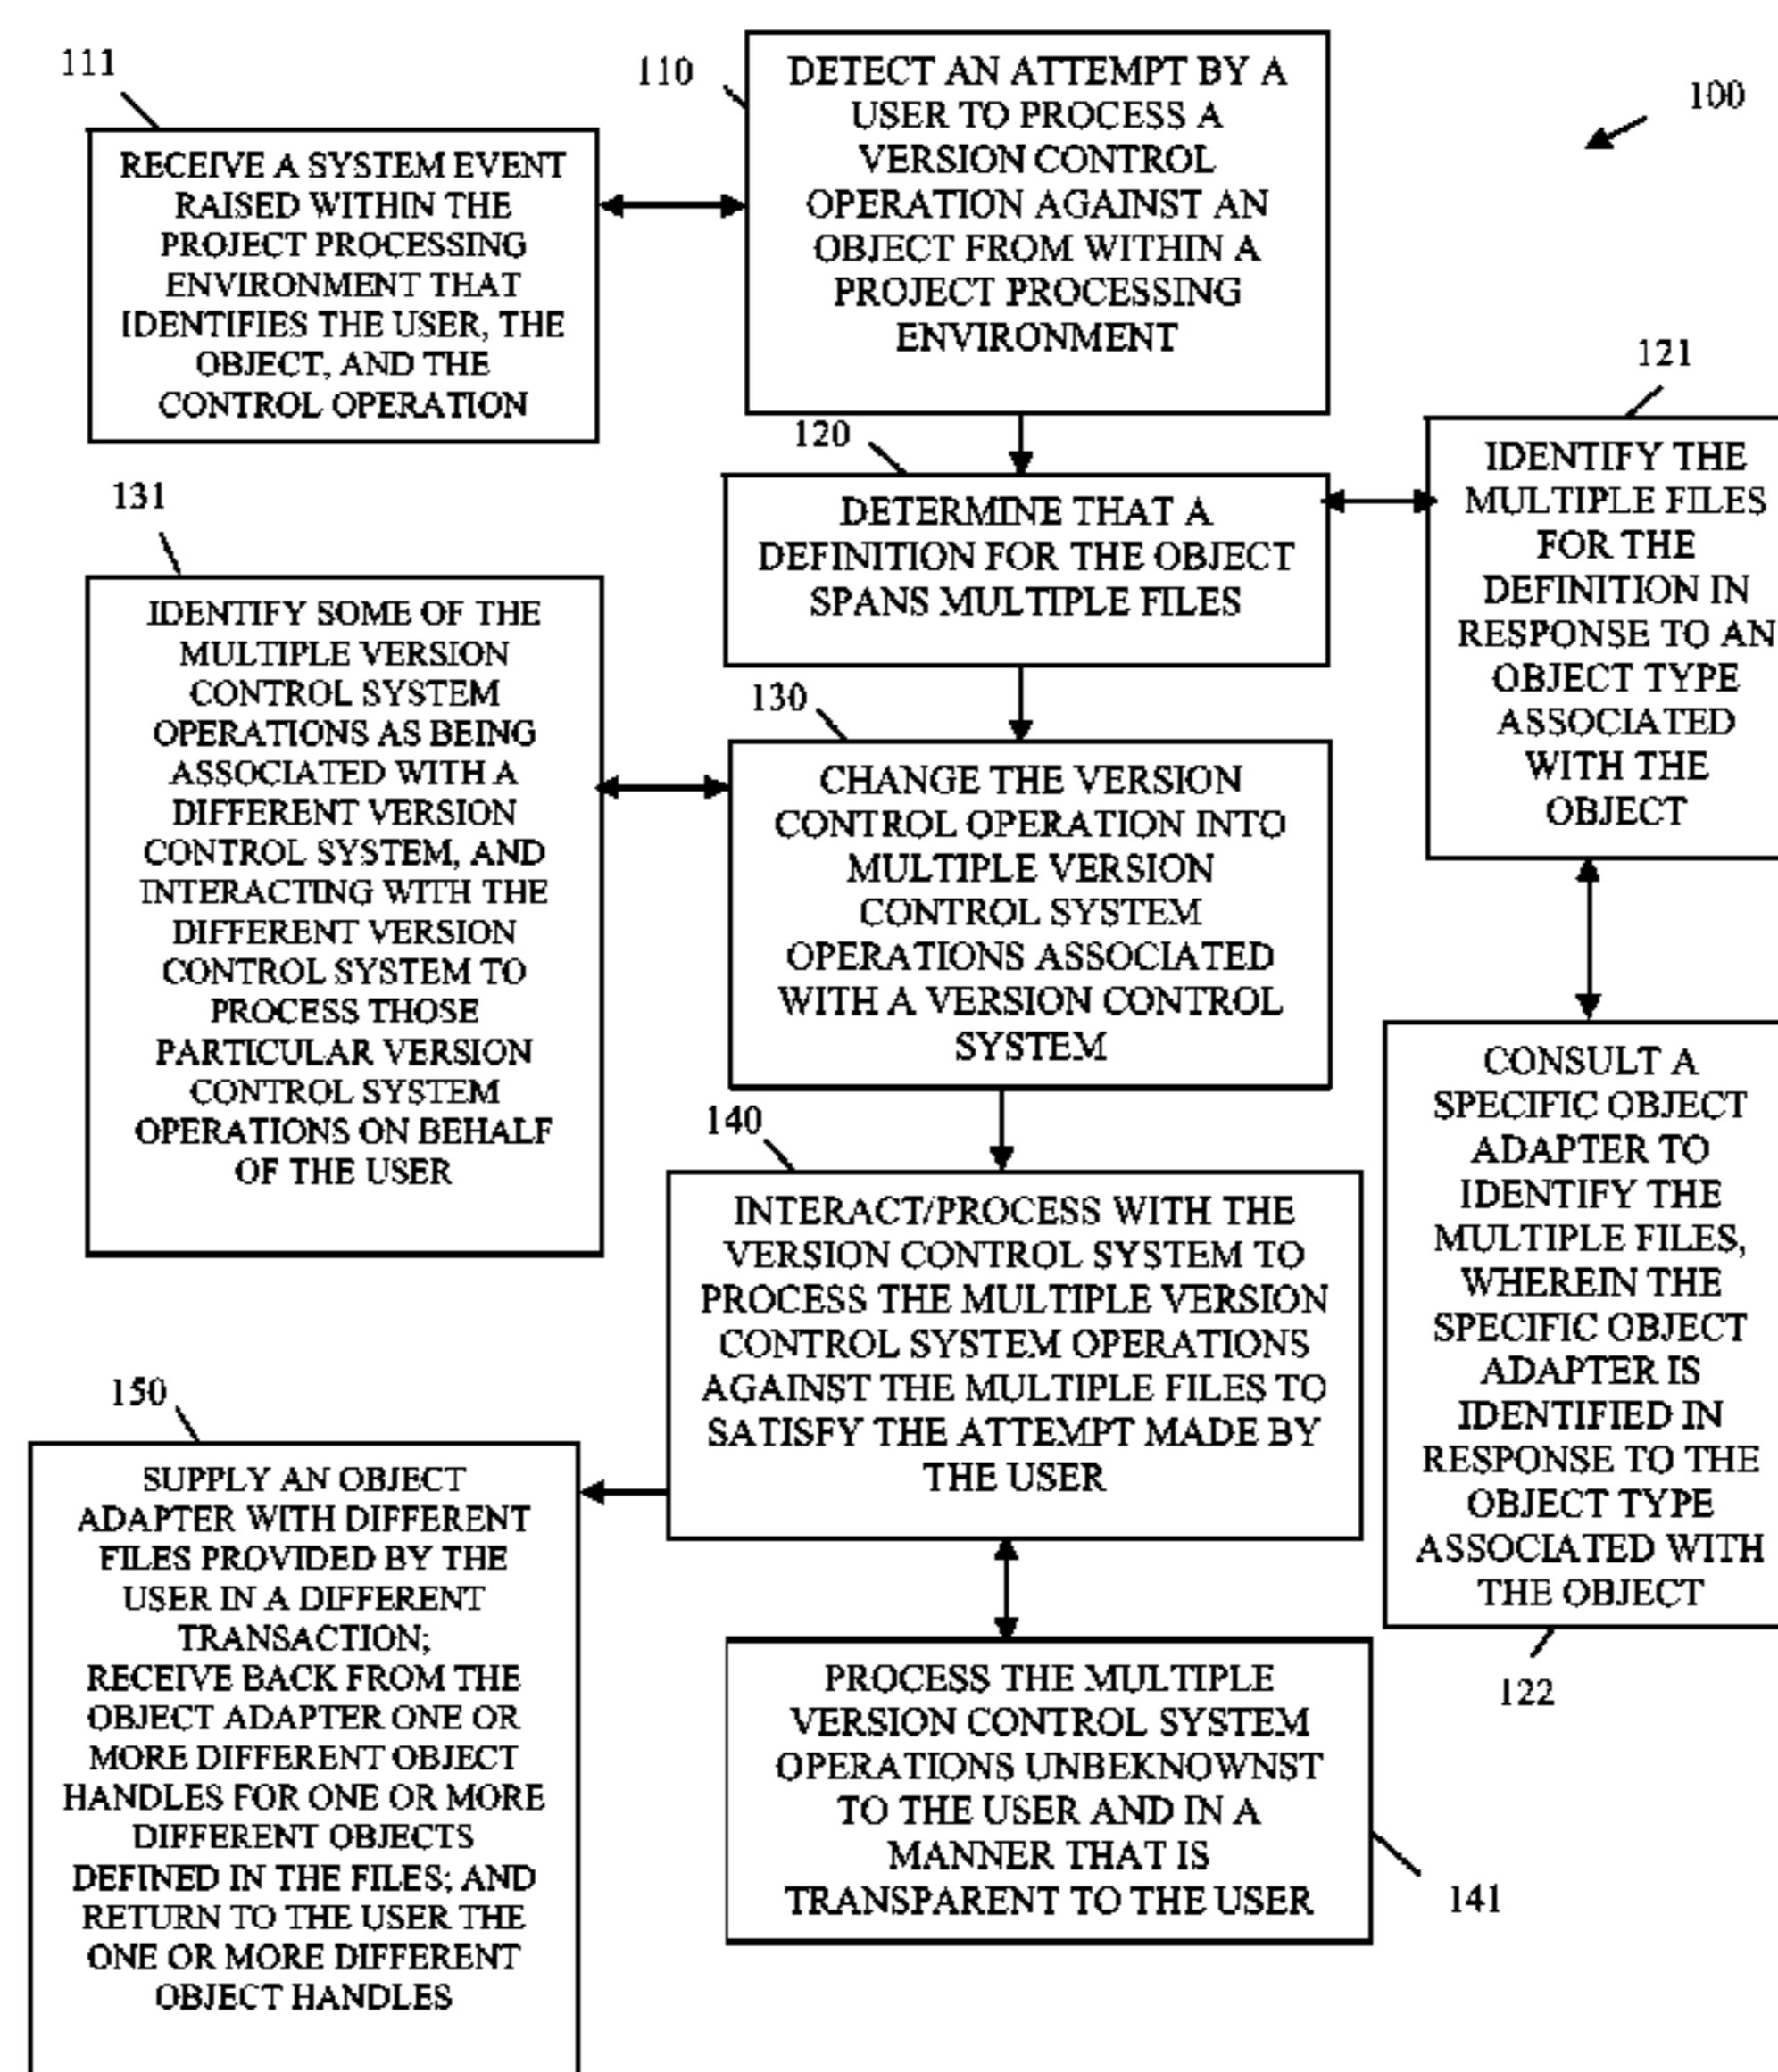 100
110
DETECT AN ATTEMPT BY A
USER TO PROCESS A
VERSION CONTROL
OPERATION AGAINST AN
OBJECT FROM WITHIN A
PROJECT PROCESSING
ENVIRONMENT
111
RECEIVE A SYSTEM EVENT
RAISED WITHIN THE
PROJECT PROCESSING
ENVIRONMENT THAT
IDENTIFIES THE USER, THE
OBJECT, AND THE
CONTROL OPERATION
120
DETERMINE THAT A
DEFINITION FOR THE OBJECT
SPANS MULTIPLE FILES
121
IDENTIFY THE
MULTIPLE FILES
FOR THE
DEFINITION IN
RESPONSE TO AN
OBJECT TYPE
ASSOCIATED
WITH THE
OBJECT
CONSULT A
SPECIFIC OBJECT
ADAPTER TO
IDENTIFY THE
MULTIPLE FILES,
WHEREIN THE
SPECIFIC OBJECT
ADAPTER IS
IDENTIFIED IN
RESPONSE TO THE
OBJECT TYPE
ASSOCIATED WITH
THE OBJECT
122
130
CHANGE THE VERSION
CONTROL OPERATION INTO
MULTIPLE VERSION
CONTROL SYSTEM
OPERATIONS ASSOCIATED
WITH A VERSION CONTROL
SYSTEM
131
IDENTIFY SOME OF THE
MULTIPLE VERSION
CONTROL SYSTEM
OPERATIONS AS BEING
ASSOCIATED WITH A
DIFFERENT VERSION
CONTROL SYSTEM, AND
INTERACTING WITH THE
DIFFERENT VERSION
CONTROL SYSTEM TO
PROCESS THOSE
PARTICULAR VERSION
CONTROL SYSTEM
OPERATIONS ON BEHALF
OF THE USER
140
INTERACT/PROCESS WITH THE
VERSION CONTROL SYSTEM TO
PROCESS THE MULTIPLE VERSION
CONTROL SYSTEM OPERATIONS
AGAINST THE MULTIPLE FILES TO
SATISFY THE ATTEMPT MADE BY
THE USER
PROCESS THE MULTIPLE
VERSION CONTROL SYSTEM
OPERATIONS UNBEKNOWNST
TO THE USER AND IN A
MANNER THAT IS
TRANSPARENT TO THE USER
141
150
SUPPLY AN OBJECT
ADAPTER WITH DIFFERENT
FILES PROVIDED BY THE
USER IN A DIFFERENT
TRANSACTION;
RECEIVE BACK FROM THE
OBJECT ADAPTER ONE OR
MORE DIFFERENT OBJECT
HANDLES FOR ONE OR MORE
DIFFERENT OBJECTS
DEFINED IN THE FILES; AND
RETURN TO THE USER THE
ONE OR MORE DIFFERENT
OBJECT HANDLES